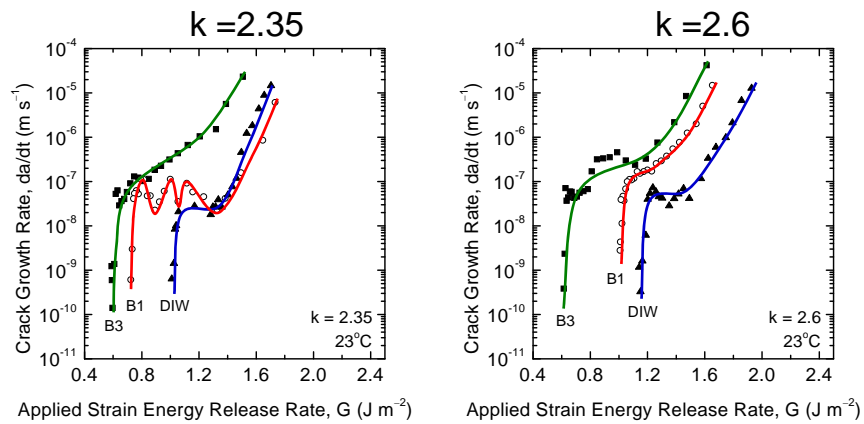 k =2.35
Crack Growth Rate, da/dt (m s⁻¹)
10⁻⁴
10⁻⁵
10⁻⁶
10⁻⁷
10⁻⁸
10⁻⁹
10⁻¹⁰
10⁻¹¹
B3
B1
DIW
k = 2.35
23°C
0.4 0.8 1.2 1.6 2.0 2.4
Applied Strain Energy Release Rate, G (J m⁻²)
k =2.6
Crack Growth Rate, da/dt (m s⁻¹)
10⁻⁴
10⁻⁵
10⁻⁶
10⁻⁷
10⁻⁸
10⁻⁹
10⁻¹⁰
10⁻¹¹
B1
B3
DIW
k = 2.6
23°C
0.4 0.8 1.2 1.6 2.0 2.4
Applied Strain Energy Release Rate, G (J m⁻²)